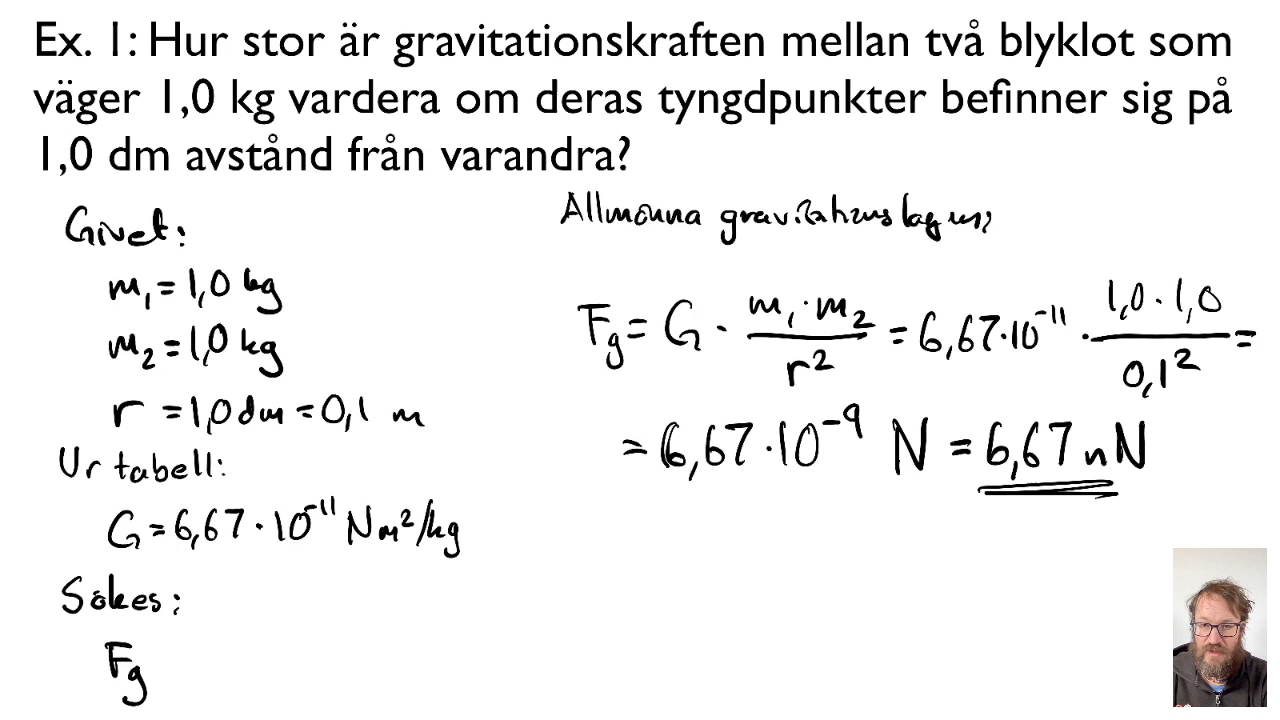 Ex. 1: Hur stor är gravitationskraften mellan två blyklot som
väger 1,0 kg vardera om deras tyngdpunkter befinner sig på
1,0 dm avstånd från varandra?
Givet:
m₁ = 1,0 kg
m₂ = 1,0 kg
r = 1,0 dm = 0,1 m
Ur tabell:
G = 6,67 · 10⁻¹¹ Nm²/kg
Sökes:
Fg
Allmänna gravitationslagen:
Fg = G · m₁ · m₂ / r² = 6,67 · 10⁻¹¹ · 1,0 · 1,0 / 0,1² =
= 6,67 · 10⁻⁹ N = 6,67 nN